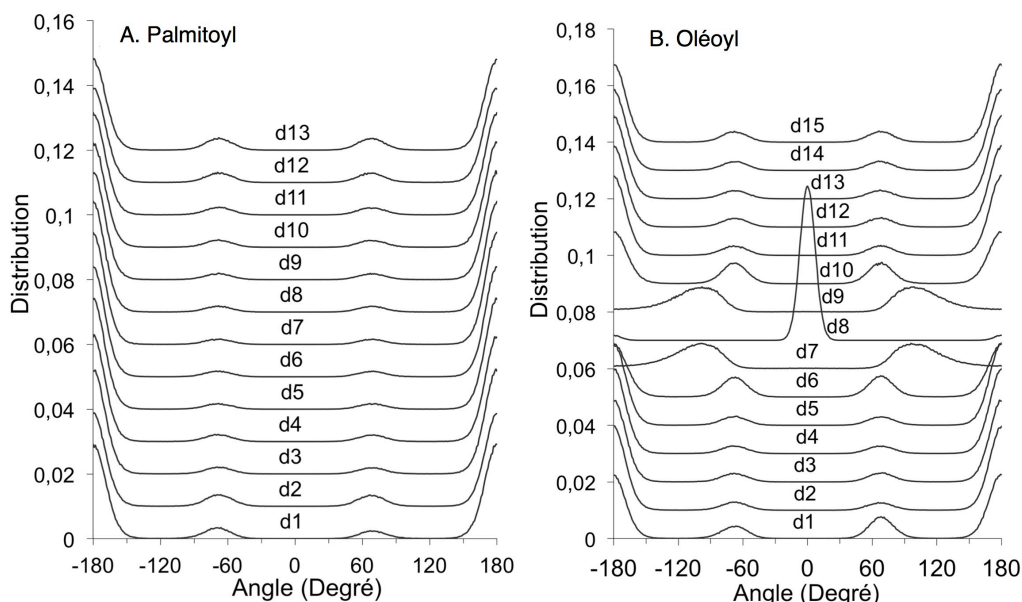 A. Palmitoyl
0,16
0,14
0,12
0,1
0,08
0,06
0,04
0,02
0
Distribution
d13
d12
d11
d10
d9
d8
d7
d6
d5
d4
d3
d2
d1
-180 -120 -60 0 60 120 180
Angle (Degré)
B. Oléoyl
0,18
0,16
0,14
0,12
0,1
0,08
0,06
0,04
0,02
0
Distribution
d15
d14
d13
d12
d11
d10
d9
d8
d7
d6
d5
d4
d3
d2
d1
-180 -120 -60 0 60 120 180
Angle (Degré)